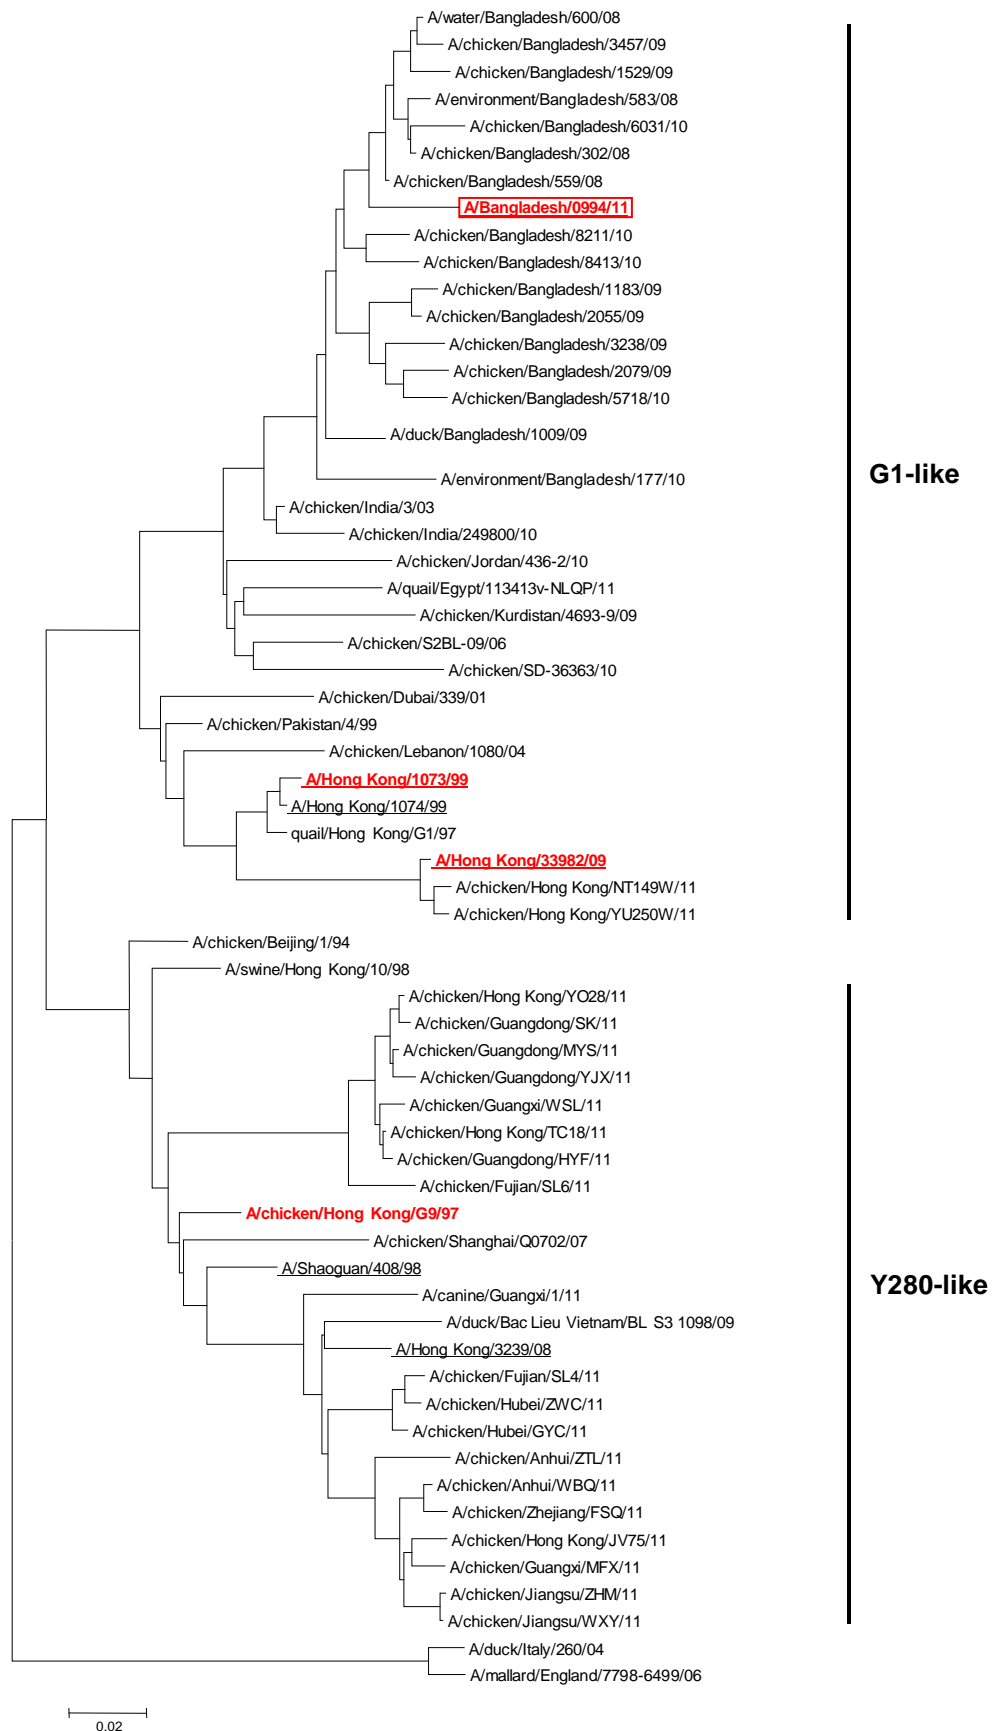 A/water/Bangladesh/600/08
A/chicken/Bangladesh/3457/09
A/chicken/Bangladesh/1529/09
A/environment/Bangladesh/583/08
A/chicken/Bangladesh/6031/10
A/chicken/Bangladesh/302/08
A/chicken/Bangladesh/559/08
A/Bangladesh/0994/11
A/chicken/Bangladesh/8211/10
A/chicken/Bangladesh/8413/10
A/chicken/Bangladesh/1183/09
A/chicken/Bangladesh/2055/09
A/chicken/Bangladesh/3238/09
A/chicken/Bangladesh/2079/09
A/chicken/Bangladesh/5718/10
A/duck/Bangladesh/1009/09
G1-like
A/environment/Bangladesh/177/10
A/chicken/India/3/03
A/chicken/India/249800/10
A/chicken/Jordan/436-2/10
A/quail/Egypt/113413v-NLQP/11
A/chicken/Kurdistan/4693-9/09
A/chicken/S2BL-09/06
A/chicken/SD-36363/10
A/chicken/Dubai/339/01
A/chicken/Pakistan/4/99
A/chicken/Lebanon/1080/04
A/Hong Kong/1073/99
A/Hong Kong/1074/99
quail/Hong Kong/G1/97
A/Hong Kong/33982/09
A/chicken/Hong Kong/NT149W/11
A/chicken/Hong Kong/YU250W/11
A/chicken/Beijing/1/94
A/swine/Hong Kong/10/98
A/chicken/Hong Kong/YO28/11
A/chicken/Guangdong/SK/11
A/chicken/Guangdong/MYS/11
A/chicken/Guangdong/YJX/11
A/chicken/Guangxi/WSL/11
A/chicken/Hong Kong/TC18/11
A/chicken/Guangdong/HYF/11
A/chicken/Fujian/SL6/11
A/chicken/Hong Kong/G9/97
A/chicken/Shanghai/Q0702/07
A/Shaoguan/408/98
Y280-like
A/canine/Guangxi/1/11
A/duck/Bac Lieu Vietnam/BL S3 1098/09
A/Hong Kong/3239/08
A/chicken/Fujian/SL4/11
A/chicken/Hubei/ZWC/11
A/chicken/Hubei/GYC/11
A/chicken/Anhui/ZTL/11
A/chicken/Anhui/WBQ/11
A/chicken/Zhejiang/FSQ/11
A/chicken/Hong Kong/JV75/11
A/chicken/Guangxi/MFX/11
A/chicken/Jiangsu/ZHM/11
A/chicken/Jiangsu/WXY/11
A/duck/Italy/260/04
A/mallard/England/7798-6499/06
0.02